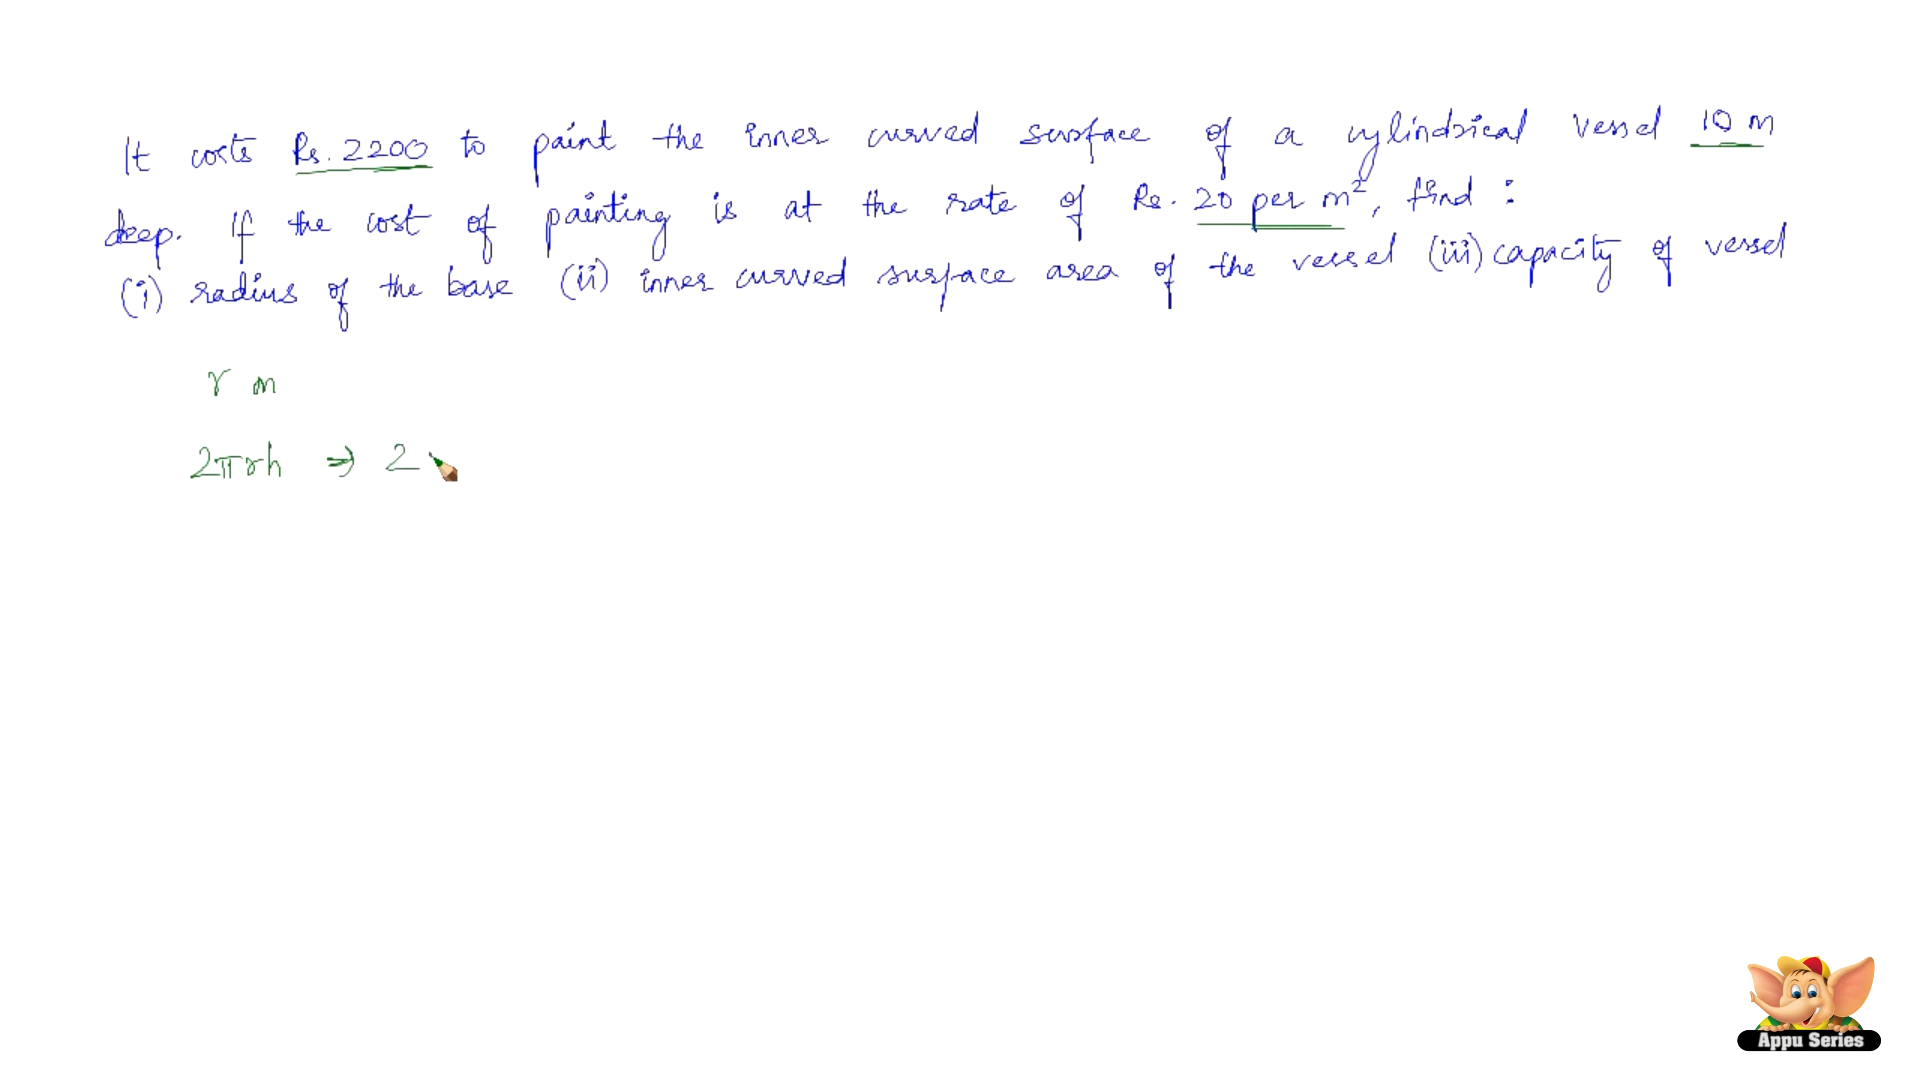 It costs Rs. 2200 to paint the inner curved surface of a cylindrical vessel 10 m
deep. If the cost of painting is at the rate of Rs. 20 per m², find :
(i) radius of the base (ii) inner curved surface area of the vessel (iii) capacity of vessel
r m
2πrh ⇒ 2
Appu Series